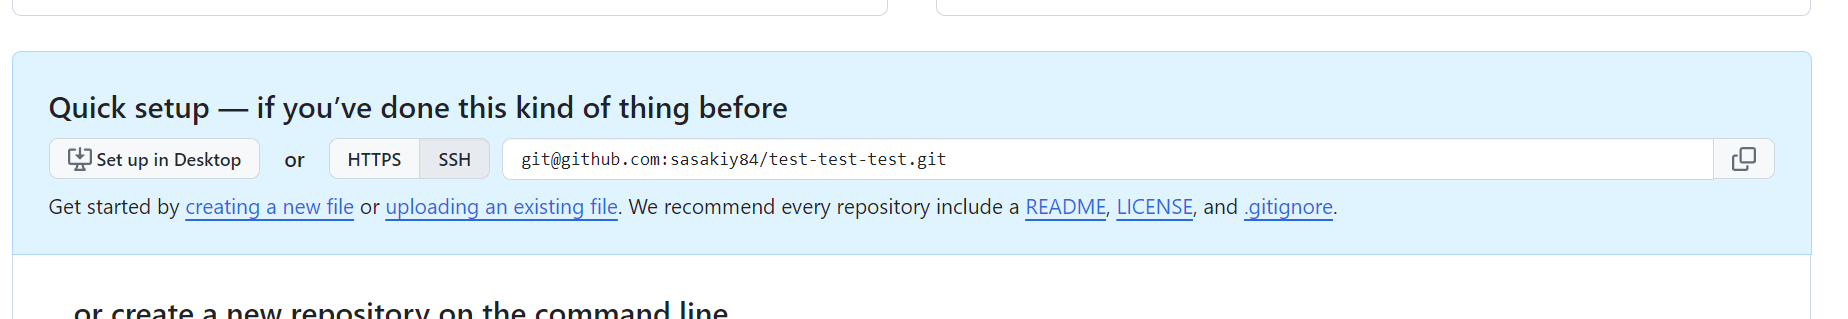 Quick setup — if you’ve done this kind of thing before
Set up in Desktop or HTTPS SSH git@github.com:sasakiy84/test-test-test.git
Get started by creating a new file or uploading an existing file. We recommend every repository include a README, LICENSE, and .gitignore.
or create a new repository on the command line